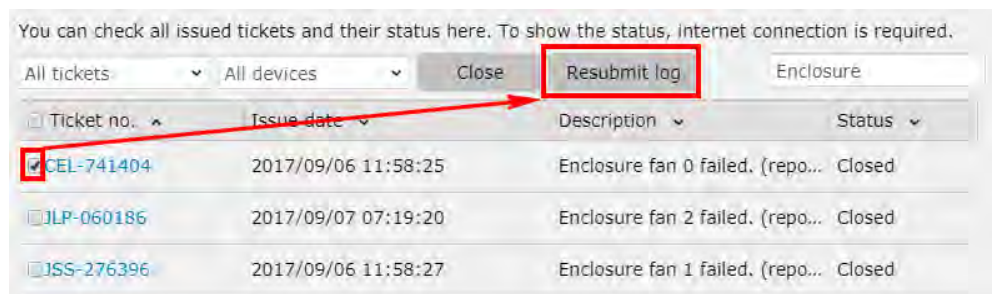 You can check all issued tickets and their status here. To show the status, internet connection is required.
All tickets All devices Close Resubmit log Enclosure
Ticket no. Issue date Description Status
CEL-741404 2017/09/06 11:58:25 Enclosure fan 0 failed. (repo... Closed
JLP-060186 2017/09/07 07:19:20 Enclosure fan 2 failed. (repo... Closed
JSS-276396 2017/09/06 11:58:27 Enclosure fan 1 failed. (repo... Closed